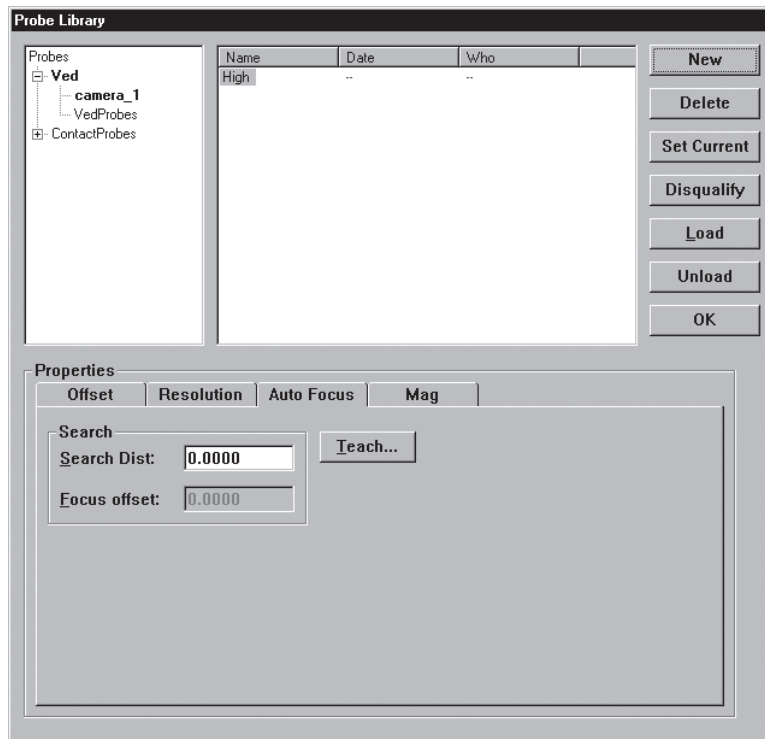 Probe Library
Probes
Ved
camera_1
VedProbes
ContactProbes
Name Date Who
High -- --
New
Delete
Set Current
Disqualify
Load
Unload
OK
Properties
Offset Resolution Auto Focus Mag
Search
Search Dist: 0.0000
Teach...
Focus offset: 0.0000